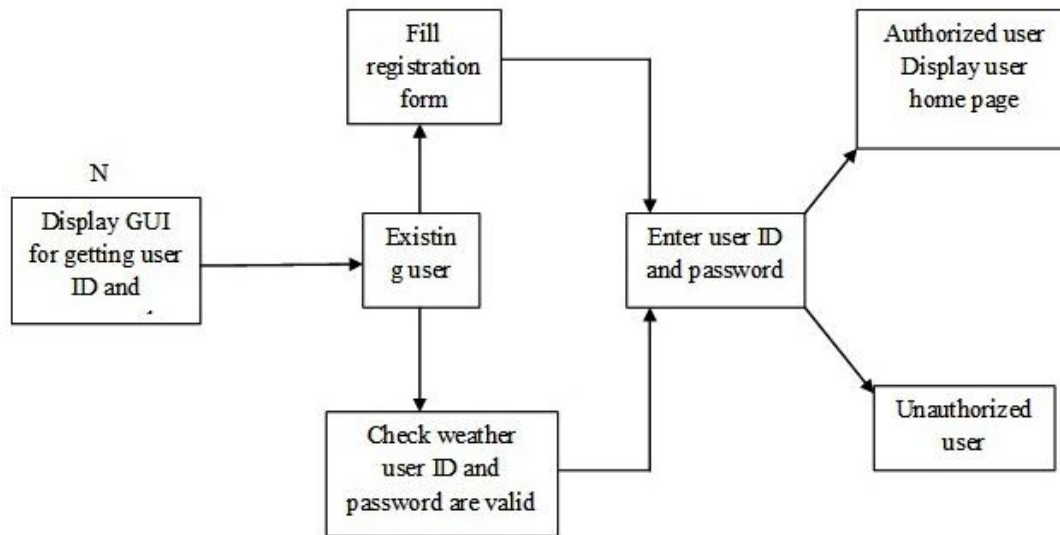 N
Display GUI
for getting user
ID and
Existin
g user
Fill
registration
form
Check weather
user ID and
password are valid
Enter user ID
and password
Authorized user
Display user
home page
Unauthorized
user